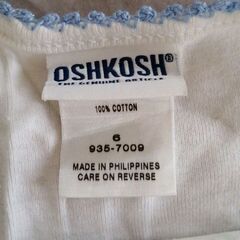 OSHKOSH®
THE GENUINE ARTICLE
100% COTTON
6
935-7009
MADE IN PHILIPPINES
CARE ON REVERSE